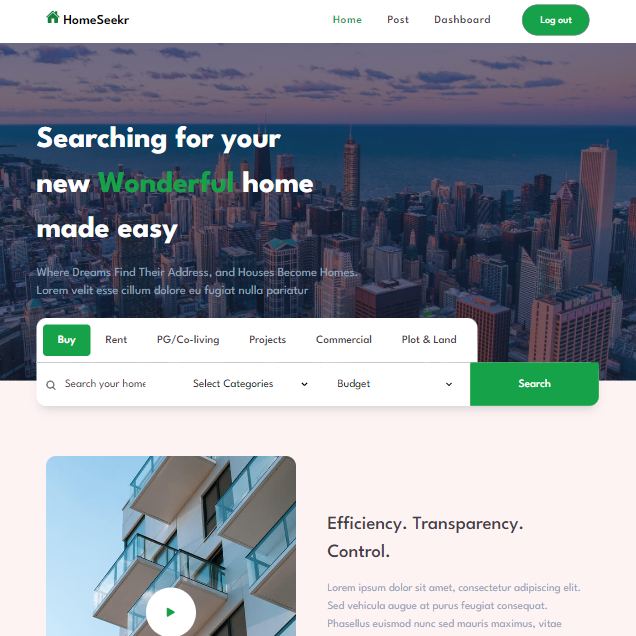 HomeSeekr
Home Post Dashboard Log out
Searching for your
new Wonderful home
made easy
Where Dreams Find Their Address, and Houses Become Homes.
Lorem velit esse cillum dolore eu fugiat nulla pariatur
Buy Rent PG/Co-living Projects Commercial Plot & Land
Search your home Select Categories Budget Search
Efficiency. Transparency.
Control.
Lorem ipsum dolor sit amet, consectetur adipiscing elit.
Sed vehicula augue at purus feugiat consequat.
Phasellus euismod nunc sed mauris maximus, vitae